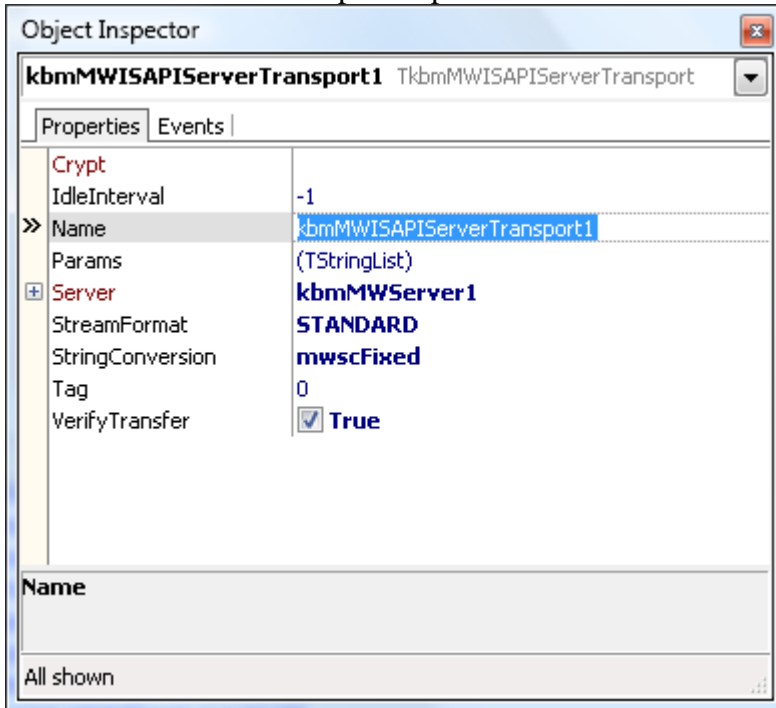 Object Inspector
kbmMWISAPIServerTransport1 TkbmMWISAPIServerTransport
Properties Events
Crypt
IdleInterval -1
Name kbmMWISAPIServerTransport1
Params (TStringList)
Server kbmMWServer1
StreamFormat STANDARD
StringConversion mwscFixed
Tag 0
VerifyTransfer True
Name
All shown